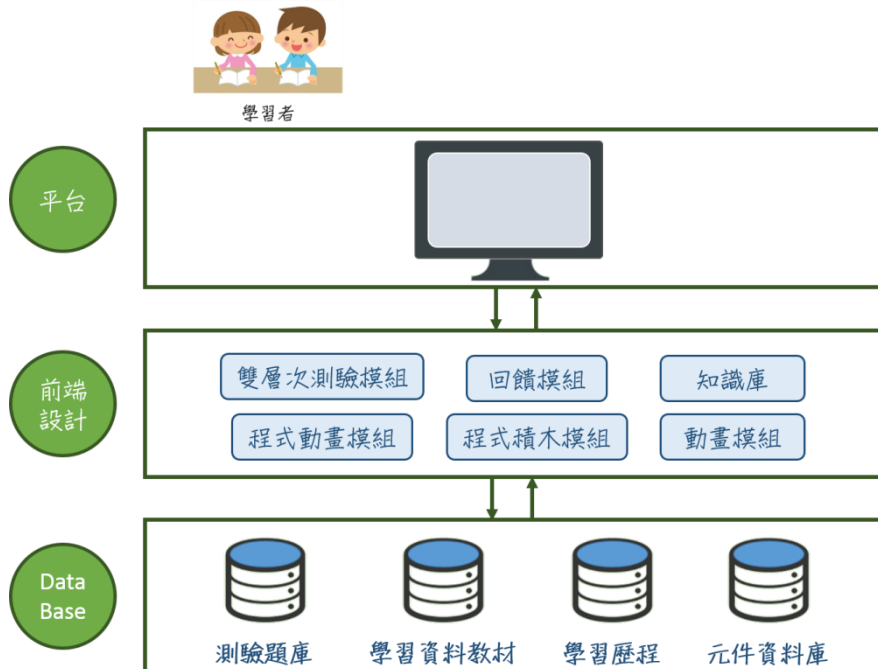 學習者
平台
前端
設計
雙層次測驗模組
回饋模組
知識庫
程式動畫模組
程式積木模組
動畫模組
Data
Base
測驗題庫
學習資料教材
學習歷程
元件資料庫